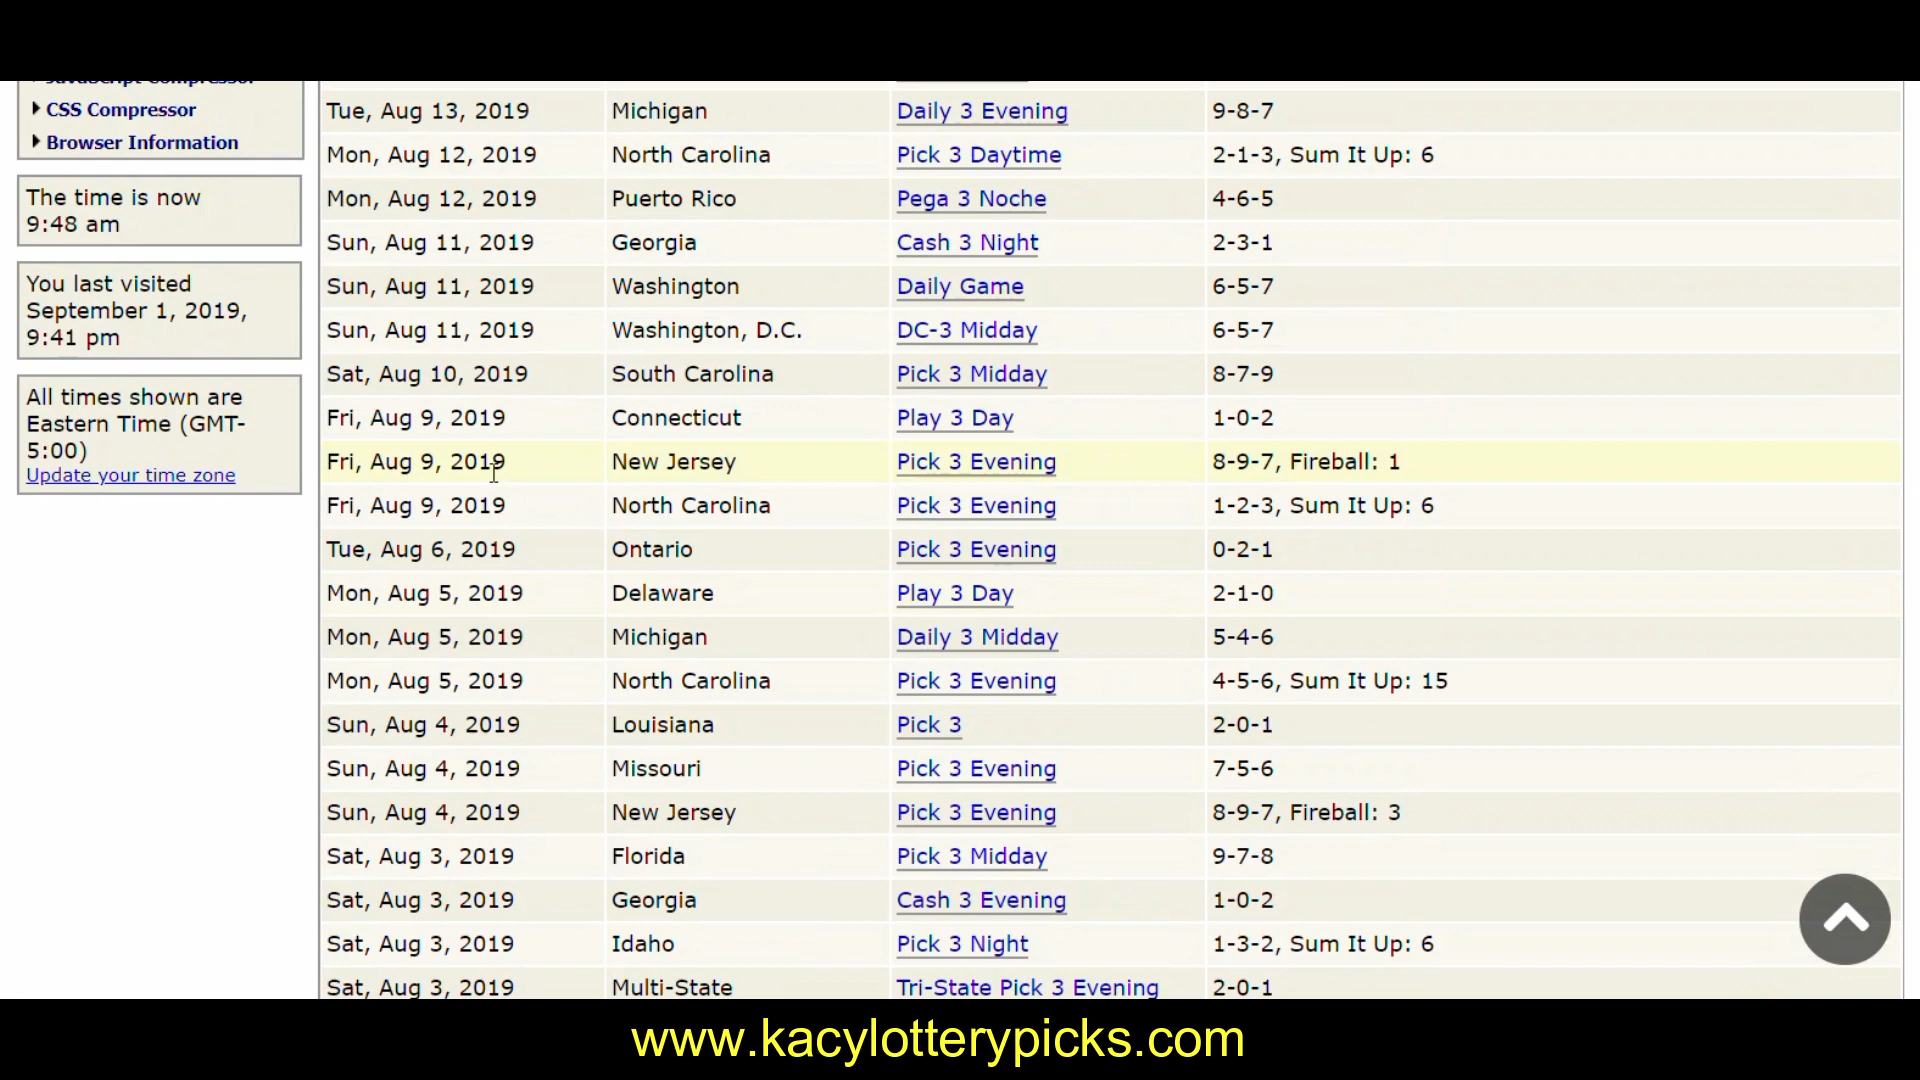 JavaScript Compressor
CSS Compressor
Browser Information
The time is now
9:48 am
You last visited
September 1, 2019,
9:41 pm
All times shown are
Eastern Time (GMT-
5:00)
Update your time zone
Tue, Aug 13, 2019 Michigan Daily 3 Evening 9-8-7
Mon, Aug 12, 2019 North Carolina Pick 3 Daytime 2-1-3, Sum It Up: 6
Mon, Aug 12, 2019 Puerto Rico Pega 3 Noche 4-6-5
Sun, Aug 11, 2019 Georgia Cash 3 Night 2-3-1
Sun, Aug 11, 2019 Washington Daily Game 6-5-7
Sun, Aug 11, 2019 Washington, D.C. DC-3 Midday 6-5-7
Sat, Aug 10, 2019 South Carolina Pick 3 Midday 8-7-9
Fri, Aug 9, 2019 Connecticut Play 3 Day 1-0-2
Fri, Aug 9, 2019 New Jersey Pick 3 Evening 8-9-7, Fireball: 1
Fri, Aug 9, 2019 North Carolina Pick 3 Evening 1-2-3, Sum It Up: 6
Tue, Aug 6, 2019 Ontario Pick 3 Evening 0-2-1
Mon, Aug 5, 2019 Delaware Play 3 Day 2-1-0
Mon, Aug 5, 2019 Michigan Daily 3 Midday 5-4-6
Mon, Aug 5, 2019 North Carolina Pick 3 Evening 4-5-6, Sum It Up: 15
Sun, Aug 4, 2019 Louisiana Pick 3 2-0-1
Sun, Aug 4, 2019 Missouri Pick 3 Evening 7-5-6
Sun, Aug 4, 2019 New Jersey Pick 3 Evening 8-9-7, Fireball: 3
Sat, Aug 3, 2019 Florida Pick 3 Midday 9-7-8
Sat, Aug 3, 2019 Georgia Cash 3 Evening 1-0-2
Sat, Aug 3, 2019 Idaho Pick 3 Night 1-3-2, Sum It Up: 6
Sat, Aug 3, 2019 Multi-State Tri-State Pick 3 Evening 2-0-1
www.kacylotterypicks.com